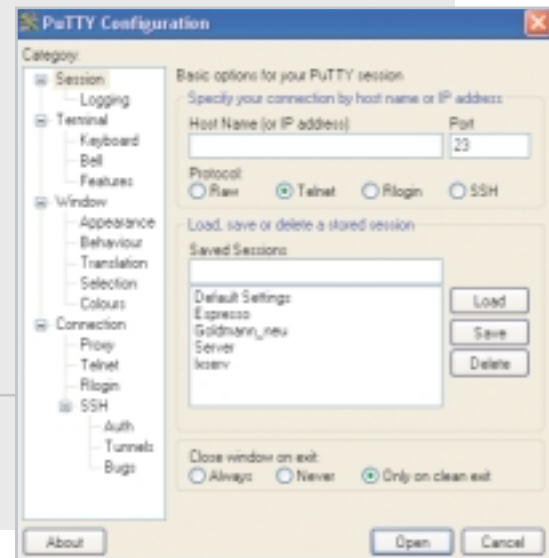 PuTTY Configuration
Category:
Session
Logging
Terminal
Keyboard
Bell
Features
Window
Appearance
Behaviour
Translation
Selection
Colours
Connection
Proxy
Telnet
Rlogin
SSH
Auth
Tunnels
Bugs
Basic options for your PuTTY session
Specify your connection by host name or IP address
Host Name (or IP address)
Port
23
Protocol:
Raw
Telnet
Rlogin
SSH
Load, save or delete a stored session
Saved Sessions
Default Settings
Espresso
Goldmann_neu
Server
lxserv
Load
Save
Delete
Close window on exit:
Always
Never
Only on clean exit
About
Open
Cancel